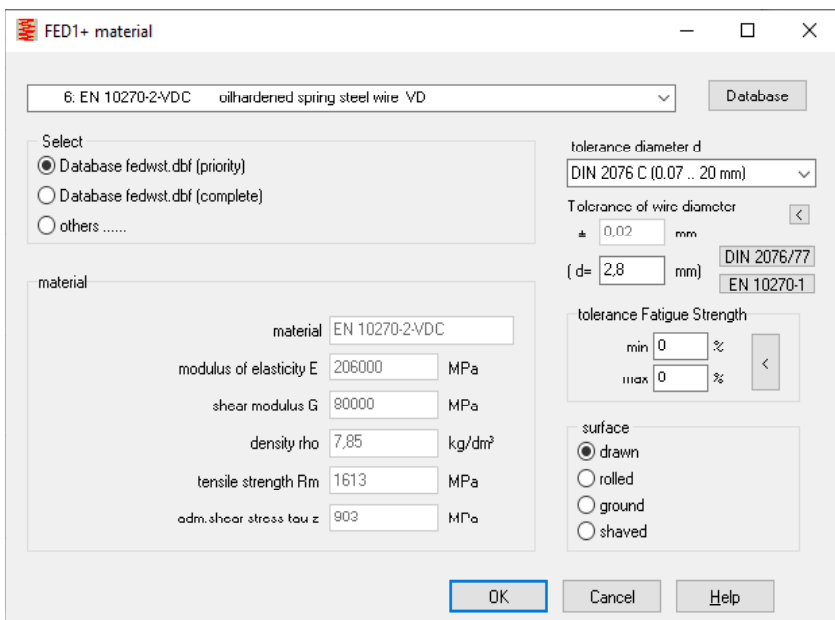 FED1+ material
6: EN 10270-2-VDC oilhardened spring steel wire VD
Database
Select
Database fedwst.dbf (priority)
Database fedwst.dbf (complete)
others ......
tolerance diameter d
DIN 2076 C (0.07 .. 20 mm)
Tolerance of wire diameter
<
± 0,02 mm
DIN 2076/77
( d= 2,8 mm)
EN 10270-1
material
material EN 10270-2-VDC
modulus of elasticity E 206000 MPa
shear modulus G 80000 MPa
density rho 7,85 kg/dm³
tensile strength Rm 1613 MPa
adm.shear stress tau z 903 MPa
tolerance Fatigue Strength
min 0 %
<
max 0 %
surface
drawn
rolled
ground
shaved
OK
Cancel
Help